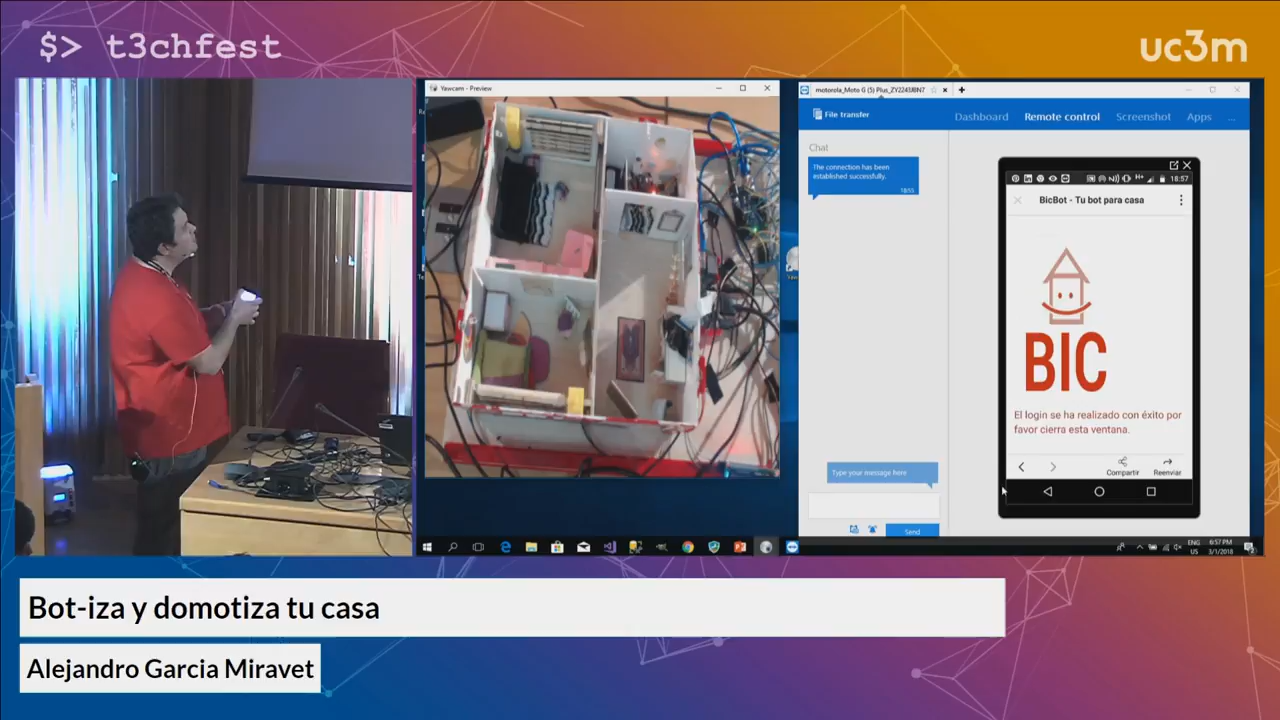 $> t3chfest
uc3m
Yawcam - Preview
motorola_Moto G (5) Plus_ZY2243J8N7
File transfer
Dashboard
Remote control
Screenshot
Apps
...
Chat
The connection has been
established successfully.
18:55
18:57
BicBot - Tu bot para casa
BIC
El login se ha realizado con éxito por
favor cierra esta ventana.
Compartir
Reenviar
Type your message here
Send
ENG
US
6:57 PM
3/1/2018
Bot-iza y domotiza tu casa
Alejandro Garcia Miravet